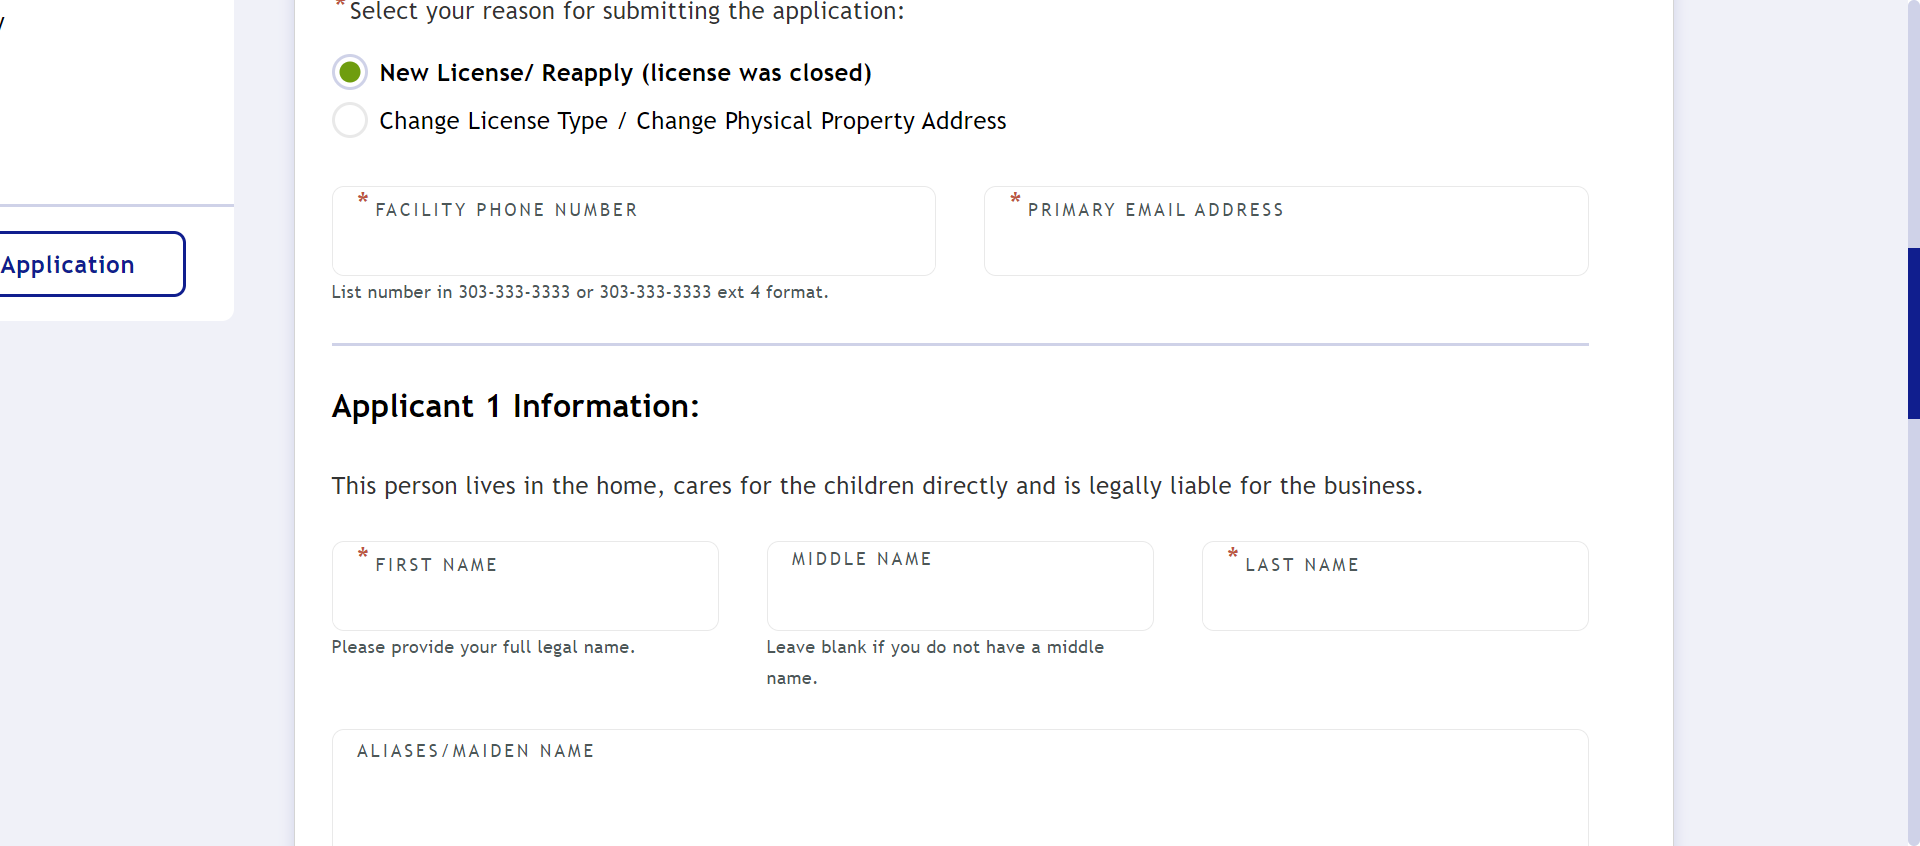 *Select your reason for submitting the application:
New License/ Reapply (license was closed)
Change License Type / Change Physical Property Address
Application
* FACILITY PHONE NUMBER
* PRIMARY EMAIL ADDRESS
List number in 303-333-3333 or 303-333-3333 ext 4 format.
Applicant 1 Information:
This person lives in the home, cares for the children directly and is legally liable for the business.
* FIRST NAME
MIDDLE NAME
* LAST NAME
Please provide your full legal name.
Leave blank if you do not have a middle
name.
ALIASES/MAIDEN NAME